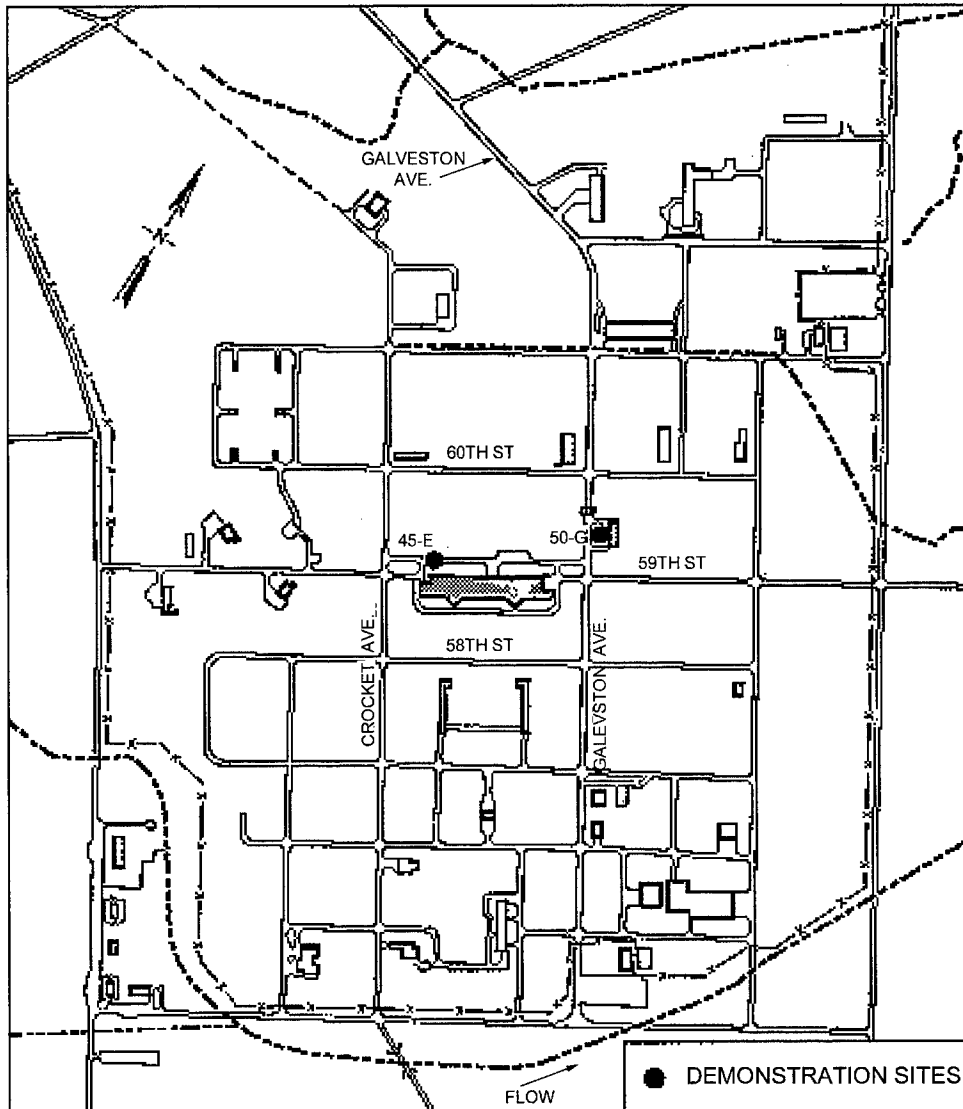 GALVESTON
AVE.
-N-
60TH ST
45-E
50-G
59TH ST
58TH ST
CROCKET AVE.
GALEVSTON AVE.
FLOW
DEMONSTRATION SITES